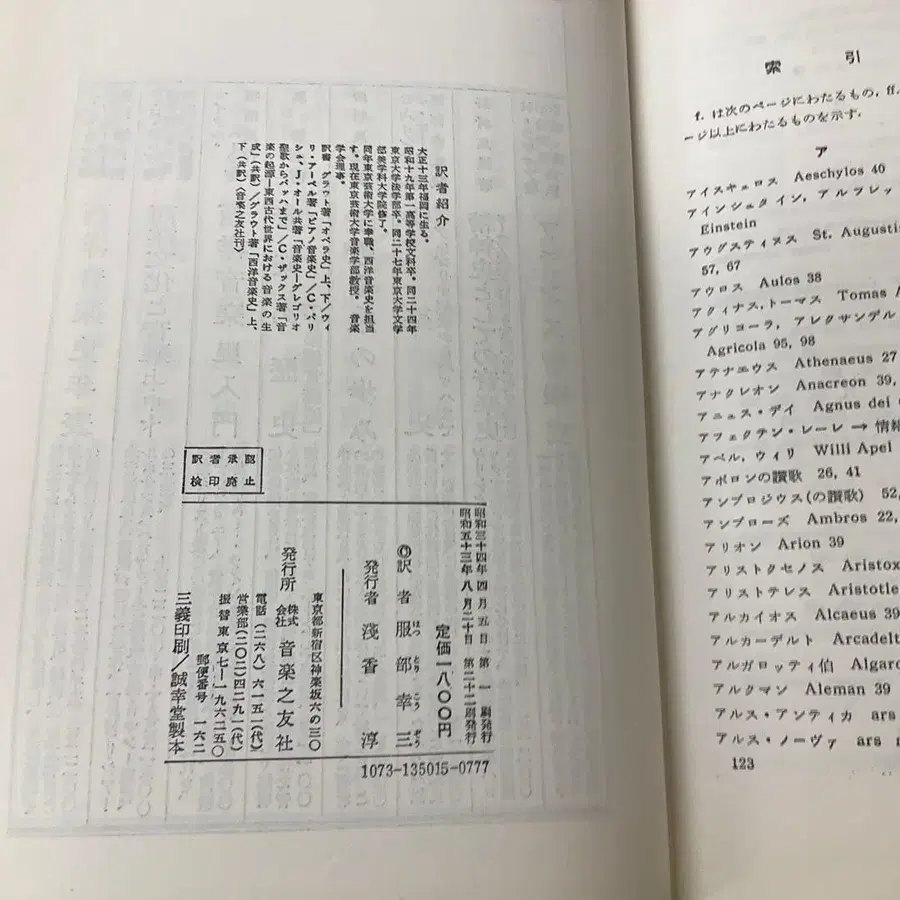 訳者紹介
大正十三年福岡に生る。
昭和十九年第一高等学校文科卒。同二十四年
東京大学法学部卒。同二十七年東京大学文学
部美学科大学院修了。
同年東京芸術大学に奉職、西洋音楽史を担当
す。現在東京芸術大学音楽学部教授。音楽
学会理事。
訳書 グラウト著「オペラ史」上、下/ウィ
リ・アーペル著「ピアノ音楽史」/C・パリ
シュ、J・オール共著「音楽史—グレゴリオ
聖歌からバッハまで」/C・ザックス著「音
楽の起源—東西古代世界における音楽の生
成」(共訳)/グラウト著「西洋音楽史」上、
下(共訳)〈音楽之友社刊〉
訳者承認
検印廃止
昭和三十四年四月五日 第一刷発行
昭和五十三年八月二十日 第二十二刷発行
定価一八〇〇円
©訳者 服部幸三
はっとりこうぞう
発行者 淺香淳
東京都新宿区神楽坂六の三〇
発行所 株式会社 音楽之友社
電話(二六八)六一五一(代)
営業部(二〇二)四二九一(代)
振替東京七—一九六二五〇
郵便番号 一六二
三義印刷/誠幸堂製本
1073-135015-0777
索引
f. は次のページにわたるもの, ff.
ージ以上にわたるものを示す.
ア
アイスキュロス Aeschylos 40
アインシュタイン, アルフレッ
Einstein
アウグスティヌス St. Augustin
57, 67
アウロス Aulos 38
アクィナス,トーマス Tomas A
アグリコーラ, アレクサンデル
Agricola 95, 98
アテナエウス Athenaeus 27
アナクレオン Anacreon 39,
アニュス・デイ Agnus dei
アフェクテン・レーレ → 情緒
アペル, ウィリ Willi Apel
アポロンの讃歌 26, 41
アンブロジウス(の讃歌) 52,
アンブローズ Ambros 22,
アリオン Arion 39
アリストクセノス Aristox
アリストテレス Aristotle
アルカイオス Alcaeus 39
アルカーデルト Arcadelt
アルガロッティ伯 Algaro
アルクマン Aleman 39
アルス・アンティカ ars
アルス・ノーヴァ ars n
123